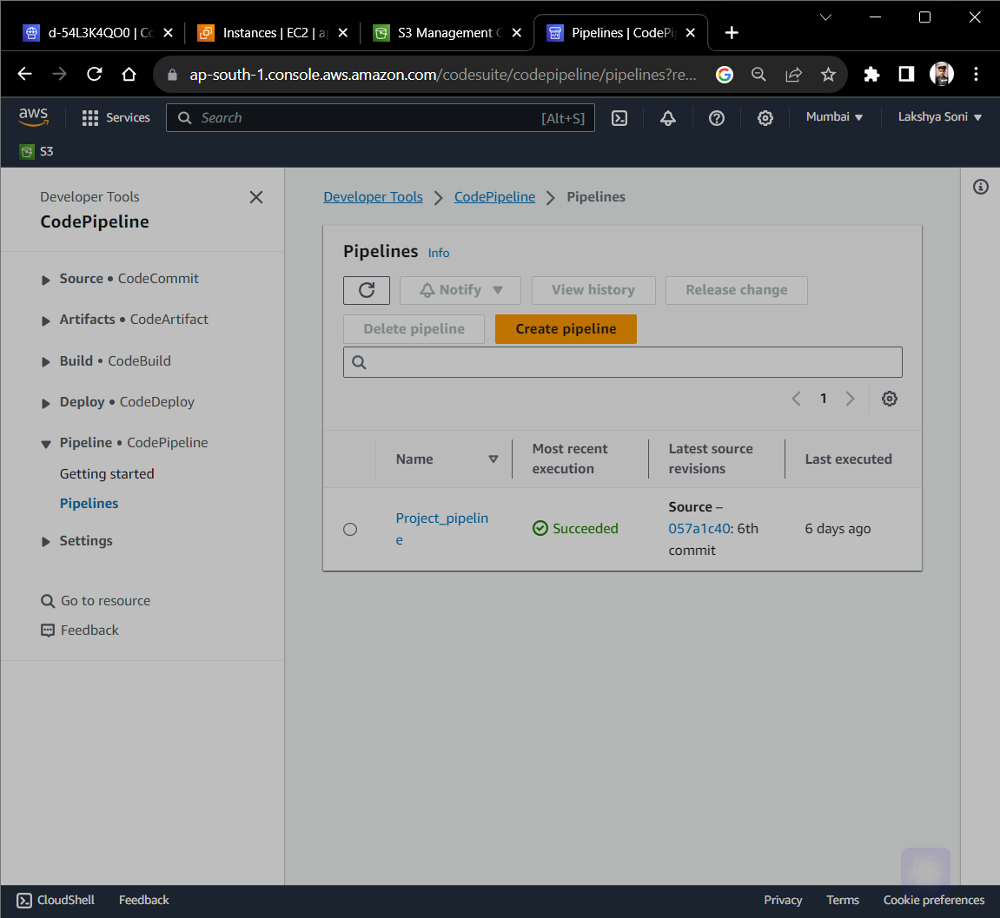 d-54L3K4QO0 | Co
Instances | EC2 | a
S3 Management C
Pipelines | CodePi
ap-south-1.console.aws.amazon.com/codesuite/codepipeline/pipelines?re...
aws
Services
Search
[Alt+S]
Mumbai
Lakshya Soni
S3
Developer Tools
CodePipeline
Source • CodeCommit
Artifacts • CodeArtifact
Build • CodeBuild
Deploy • CodeDeploy
Pipeline • CodePipeline
Getting started
Pipelines
Settings
Go to resource
Feedback
Developer Tools
CodePipeline
Pipelines
Pipelines Info
Notify
View history
Release change
Delete pipeline
Create pipeline
1
Name
Most recent
execution
Latest source
revisions
Last executed
Project_pipelin
e
Succeeded
Source –
057a1c40: 6th
commit
6 days ago
CloudShell
Feedback
Privacy
Terms
Cookie preferences